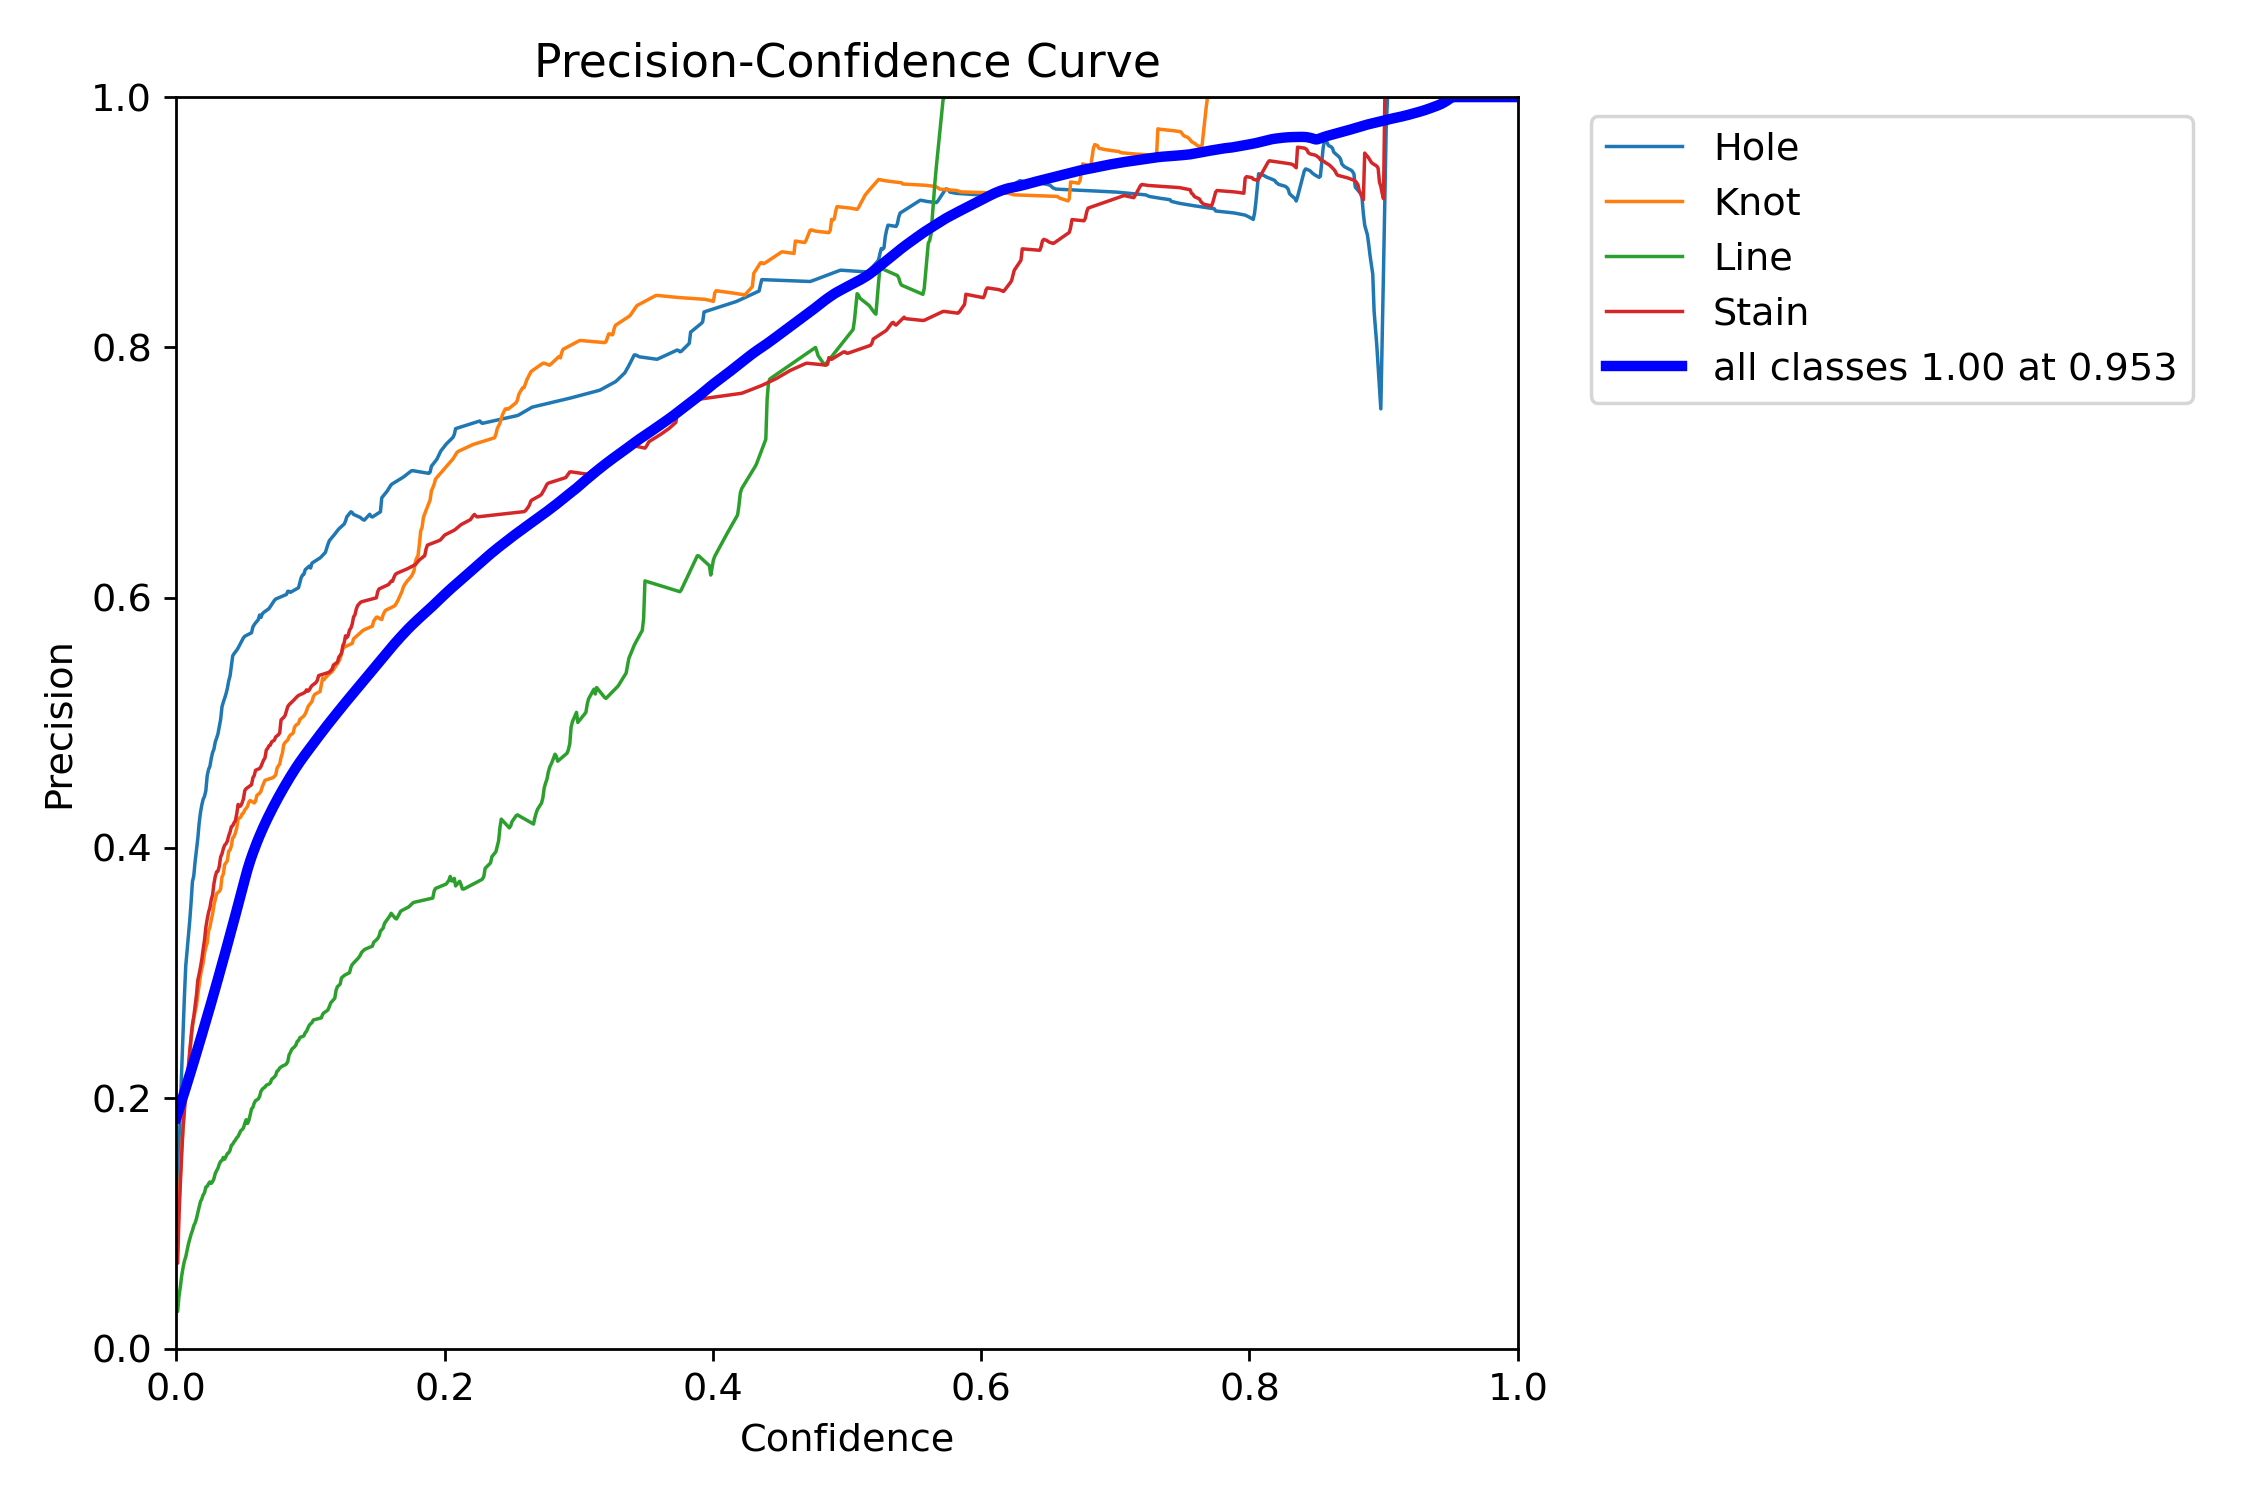 Precision-Confidence Curve
1.0
0.8
0.6
0.4
0.2
0.0
Precision
0.0 0.2 0.4 0.6 0.8 1.0
Confidence
Hole
Knot
Line
Stain
all classes 1.00 at 0.953